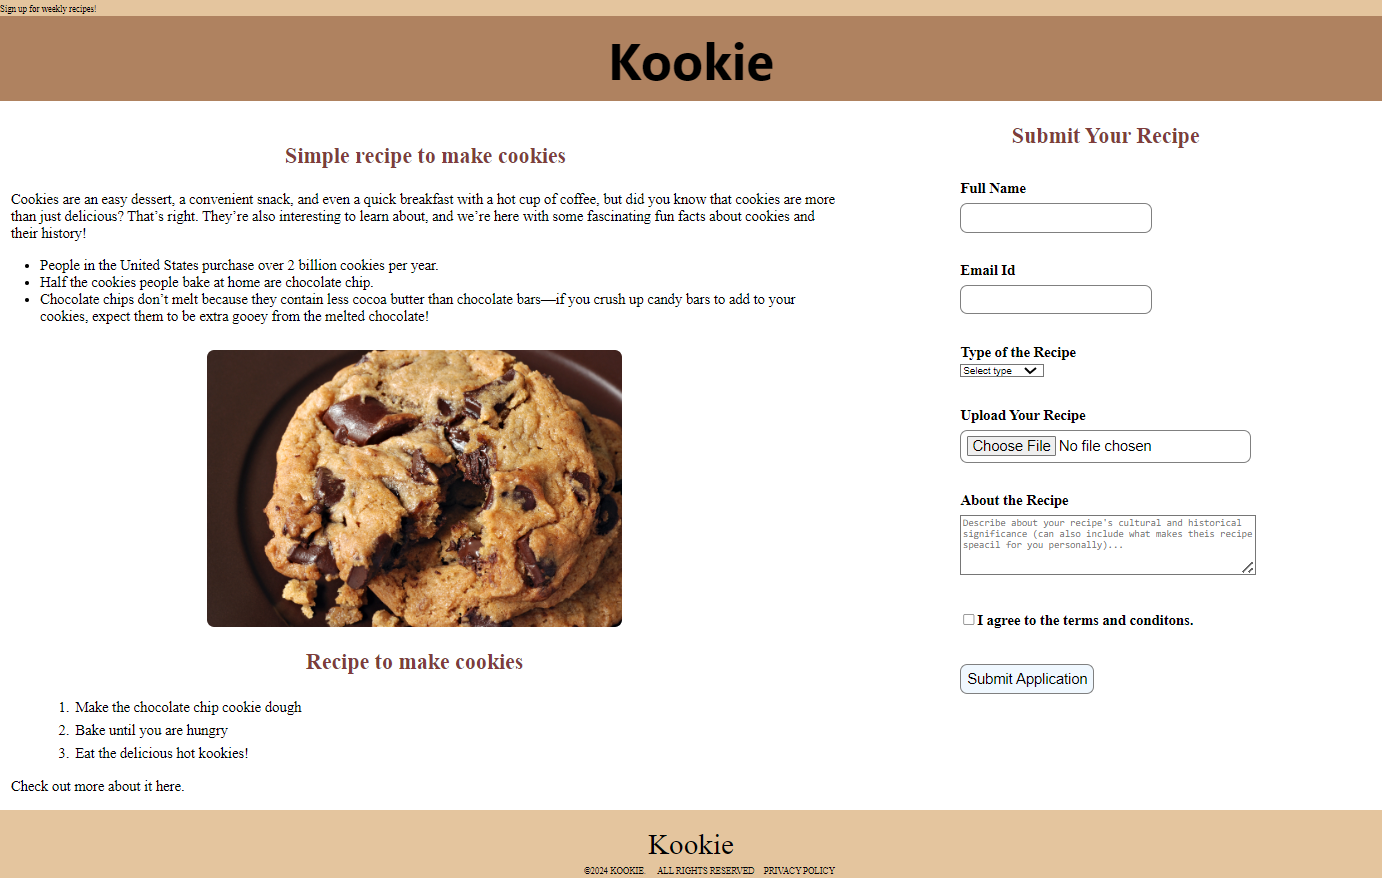 Sign up for weekly recipes!
Kookie
Simple recipe to make cookies
Cookies are an easy dessert, a convenient snack, and even a quick breakfast with a hot cup of coffee, but did you know that cookies are more
than just delicious? That’s right. They’re also interesting to learn about, and we’re here with some fascinating fun facts about cookies and
their history!
• People in the United States purchase over 2 billion cookies per year.
• Half the cookies people bake at home are chocolate chip.
• Chocolate chips don’t melt because they contain less cocoa butter than chocolate bars—if you crush up candy bars to add to your
cookies, expect them to be extra gooey from the melted chocolate!
Recipe to make cookies
1. Make the chocolate chip cookie dough
2. Bake until you are hungry
3. Eat the delicious hot kookies!
Check out more about it here.
Submit Your Recipe
Full Name
Email Id
Type of the Recipe
Select type
Upload Your Recipe
Choose File No file chosen
About the Recipe
Describe about your recipe's cultural and historical
significance (can also include what makes theis recipe
speacil for you personally)...
I agree to the terms and conditons.
Submit Application
Kookie
©2024 KOOKIE. ALL RIGHTS RESERVED PRIVACY POLICY